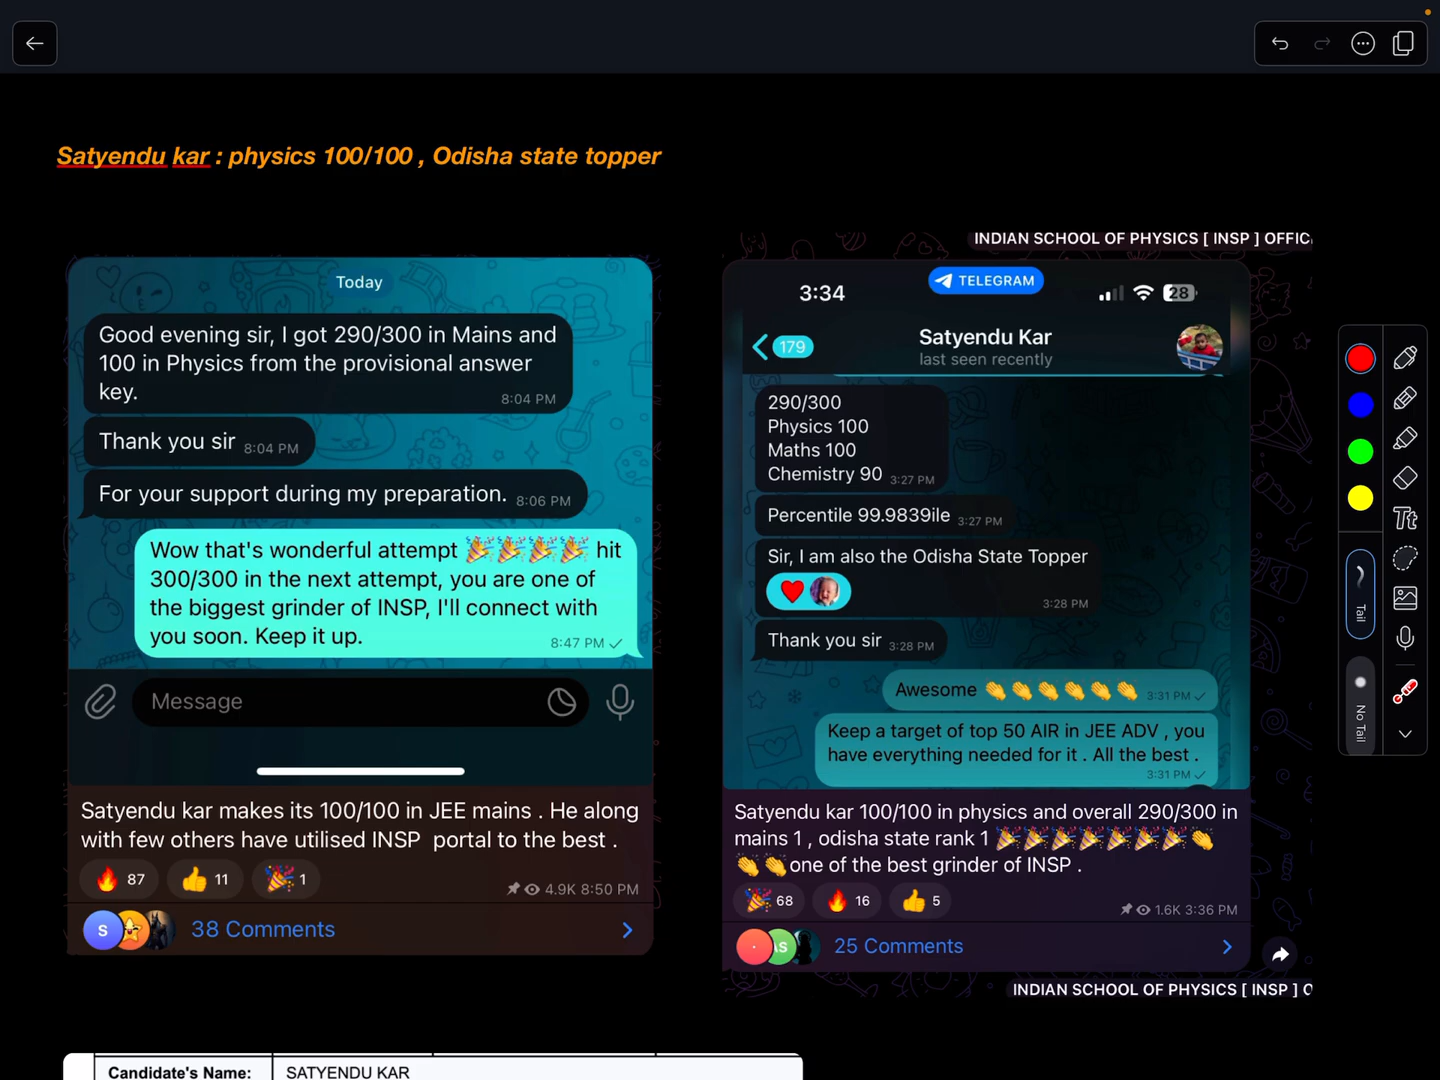 Satyendu kar : physics 100/100 , Odisha state topper
Today
Good evening sir, I got 290/300 in Mains and
100 in Physics from the provisional answer
key.
8:04 PM
Thank you sir 8:04 PM
For your support during my preparation. 8:06 PM
Wow that's wonderful attempt 🎉🎉🎉🎉 hit
300/300 in the next attempt, you are one of
the biggest grinder of INSP, I'll connect with
you soon. Keep it up.
8:47 PM
Message
Satyendu kar makes its 100/100 in JEE mains . He along
with few others have utilised INSP portal to the best .
🔥 87 👍 11 🎉 1
4.9K 8:50 PM
S
38 Comments
INDIAN SCHOOL OF PHYSICS [ INSP ] OFFIC
3:34
TELEGRAM
28
179
Satyendu Kar
last seen recently
290/300
Physics 100
Maths 100
Chemistry 90 3:27 PM
Percentile 99.9839ile 3:27 PM
Sir, I am also the Odisha State Topper
3:28 PM
Thank you sir 3:28 PM
Awesome 👏👏👏👏👏👏 3:31 PM
Keep a target of top 50 AIR in JEE ADV , you
have everything needed for it . All the best .
3:31 PM
Satyendu kar 100/100 in physics and overall 290/300 in
mains 1 , odisha state rank 1 🎉🎉🎉🎉🎉🎉🎉👏
👏👏one of the best grinder of INSP .
🎉 68 🔥 16 👍 5
1.6K 3:36 PM
AS
25 Comments
INDIAN SCHOOL OF PHYSICS [ INSP ] O
Tt
Tail
No Tail
Candidate's Name: SATYENDU KAR